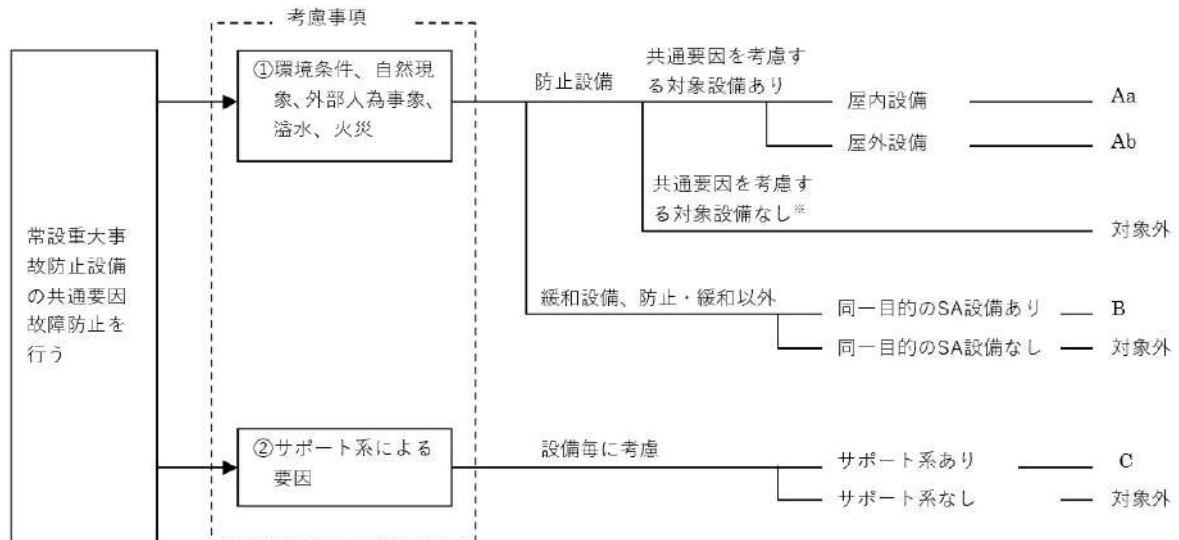 考慮事項
常設重大事
故防止設備
の共通要因
故障防止を
行う
①環境条件、自然現
象、外部人為事象、
溢水、火災
防止設備
共通要因を考慮す
る対象設備あり
屋内設備
Aa
屋外設備
Ab
共通要因を考慮す
る対象設備なし※
対象外
緩和設備、防止・緩和以外
同一目的のSA設備あり
B
同一目的のSA設備なし
対象外
②サポート系による
要因
設備毎に考慮
サポート系あり
C
サポート系なし
対象外